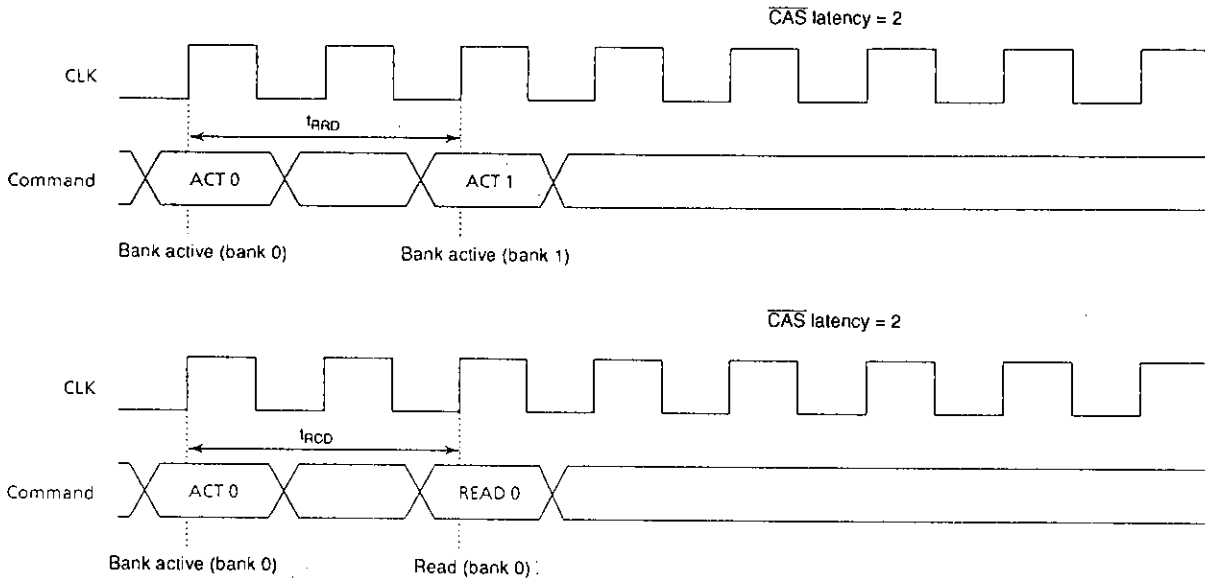 CAS latency = 2
CLK
tRRD
Command
ACT 0
ACT 1
Bank active (bank 0)
Bank active (bank 1)
CAS latency = 2
CLK
tRCD
Command
ACT 0
READ 0
Bank active (bank 0)
Read (bank 0)